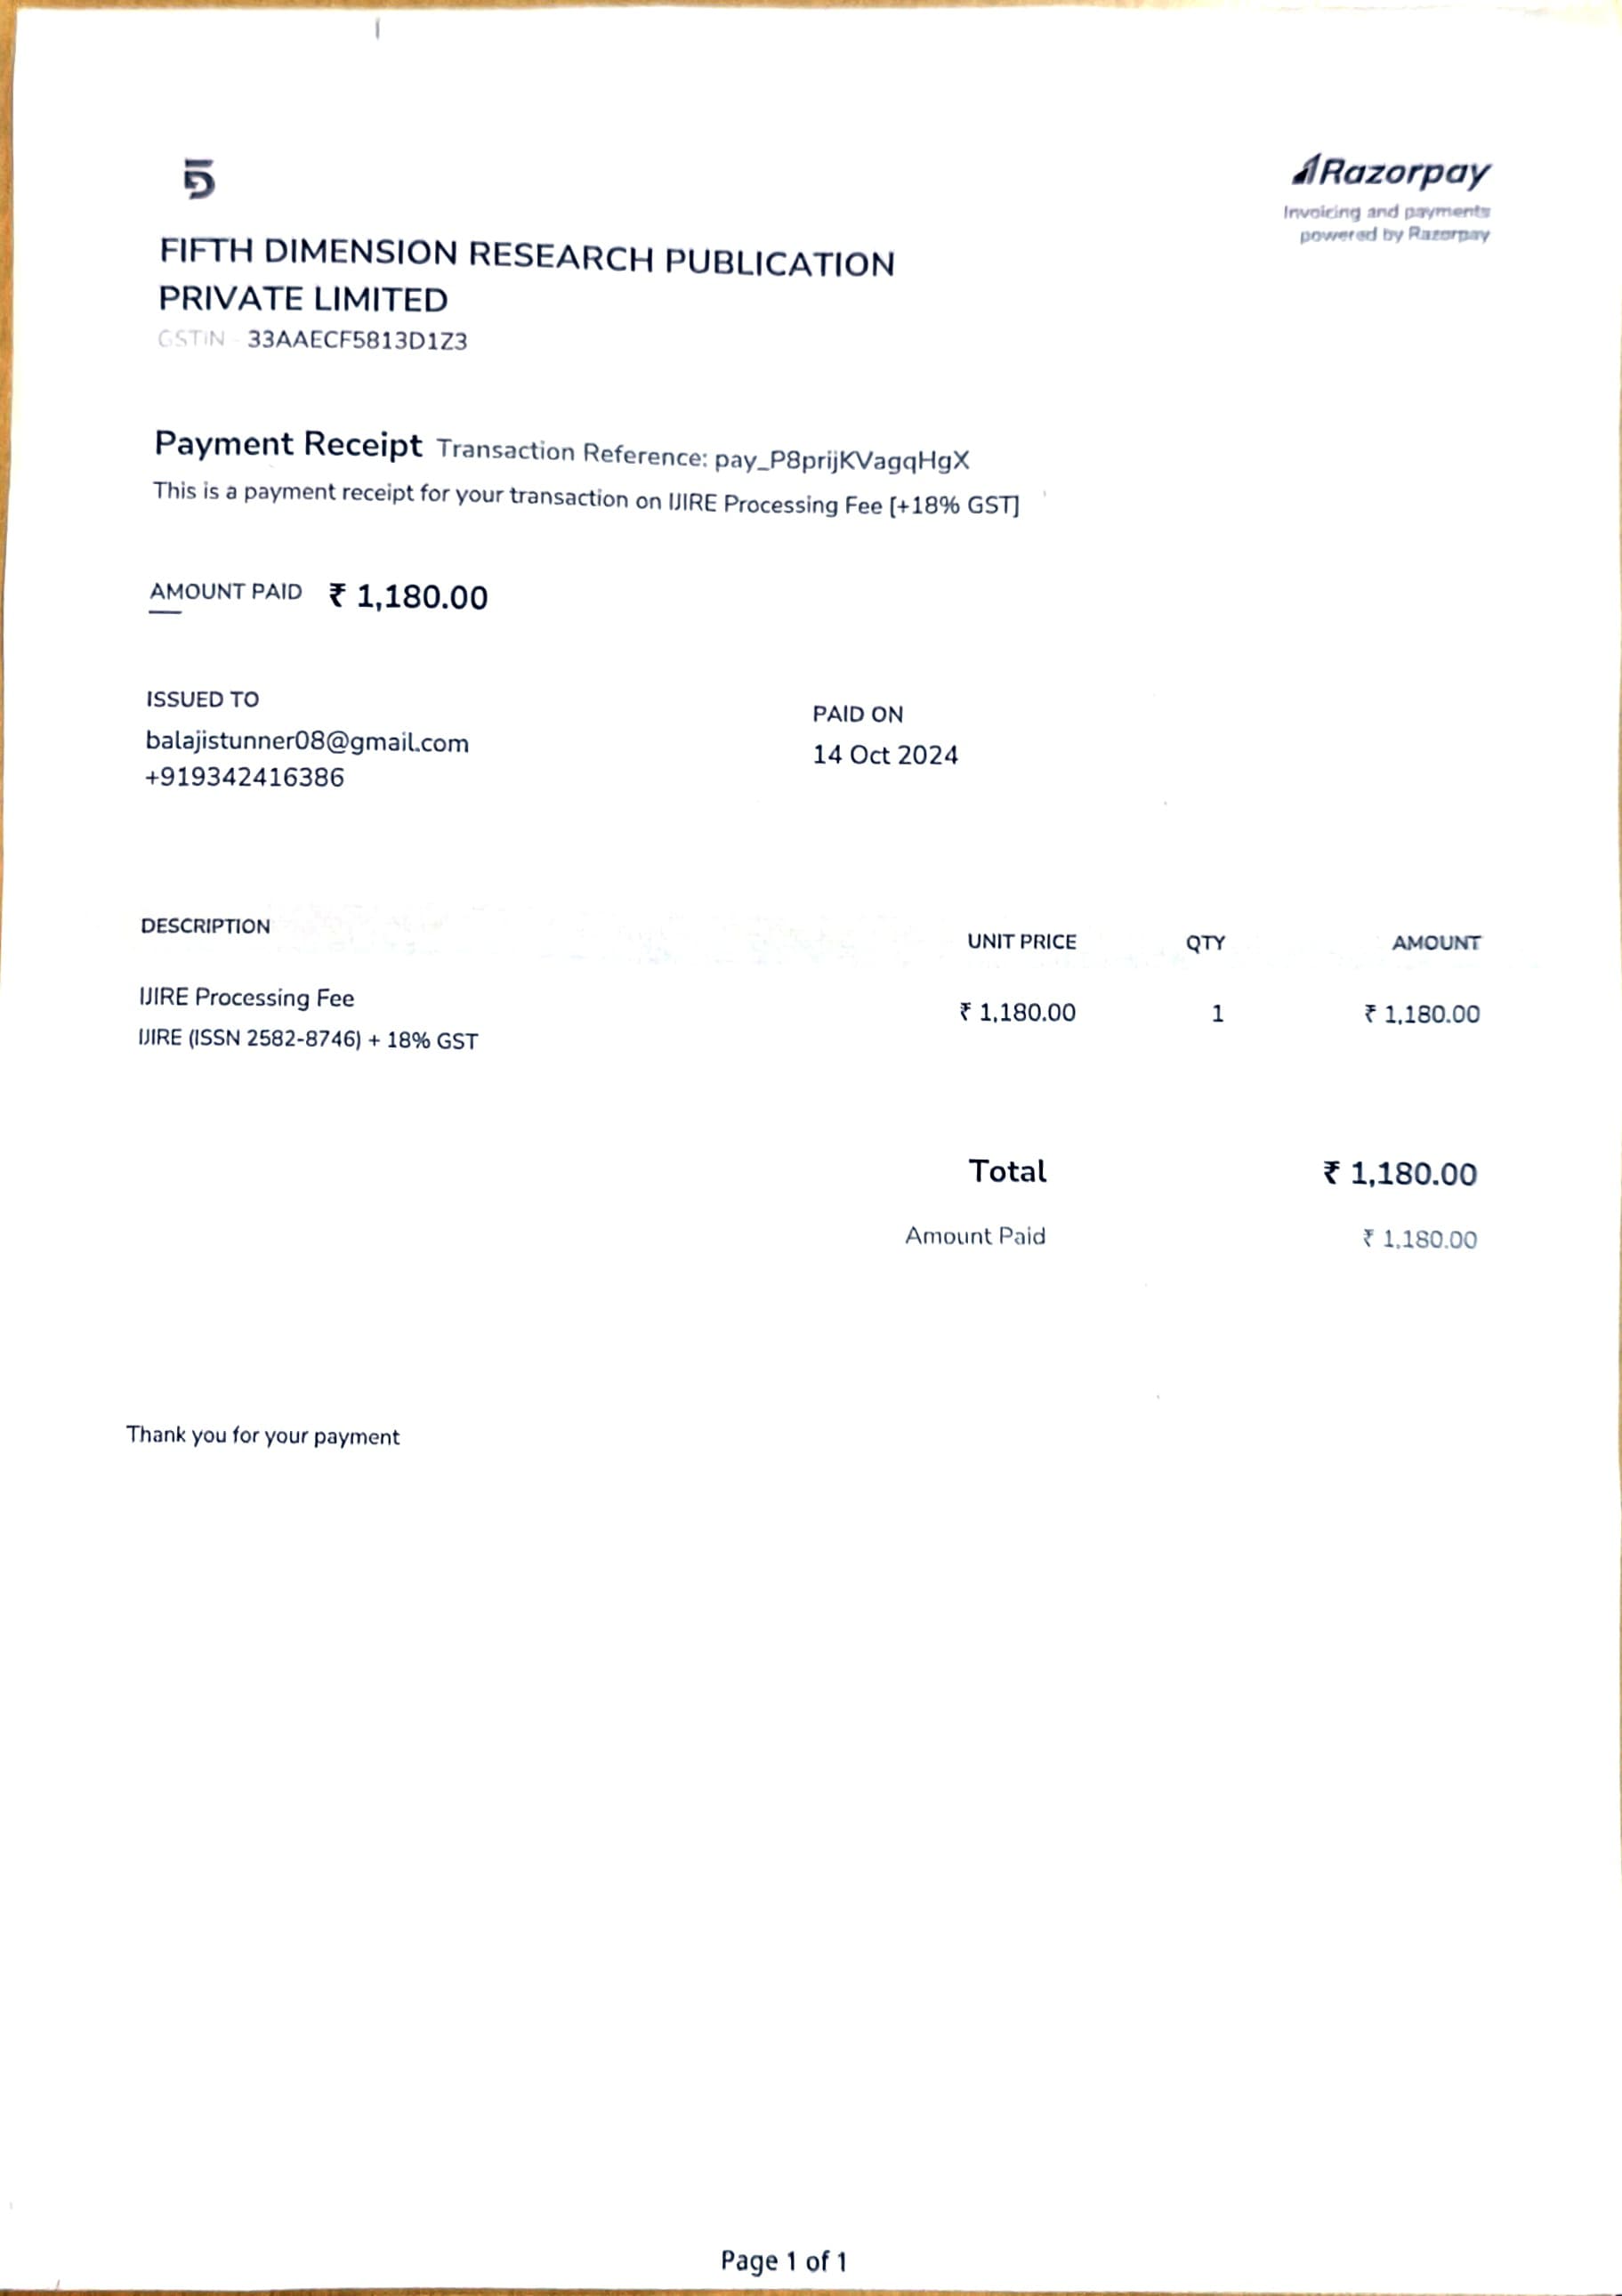 Razorpay
Invoicing and payments
powered by Razorpay
FIFTH DIMENSION RESEARCH PUBLICATION
PRIVATE LIMITED
GSTIN - 33AAECF5813D1Z3
Payment Receipt Transaction Reference: pay_P8prijKVagqHgX
This is a payment receipt for your transaction on IJIRE Processing Fee [+18% GST]
AMOUNT PAID ₹ 1,180.00
ISSUED TO
balajistunner08@gmail.com
+919342416386
PAID ON
14 Oct 2024
DESCRIPTION UNIT PRICE QTY AMOUNT
IJIRE Processing Fee ₹ 1,180.00 1 ₹ 1,180.00
IJIRE (ISSN 2582-8746) + 18% GST
Total ₹ 1,180.00
Amount Paid ₹ 1,180.00
Thank you for your payment
Page 1 of 1